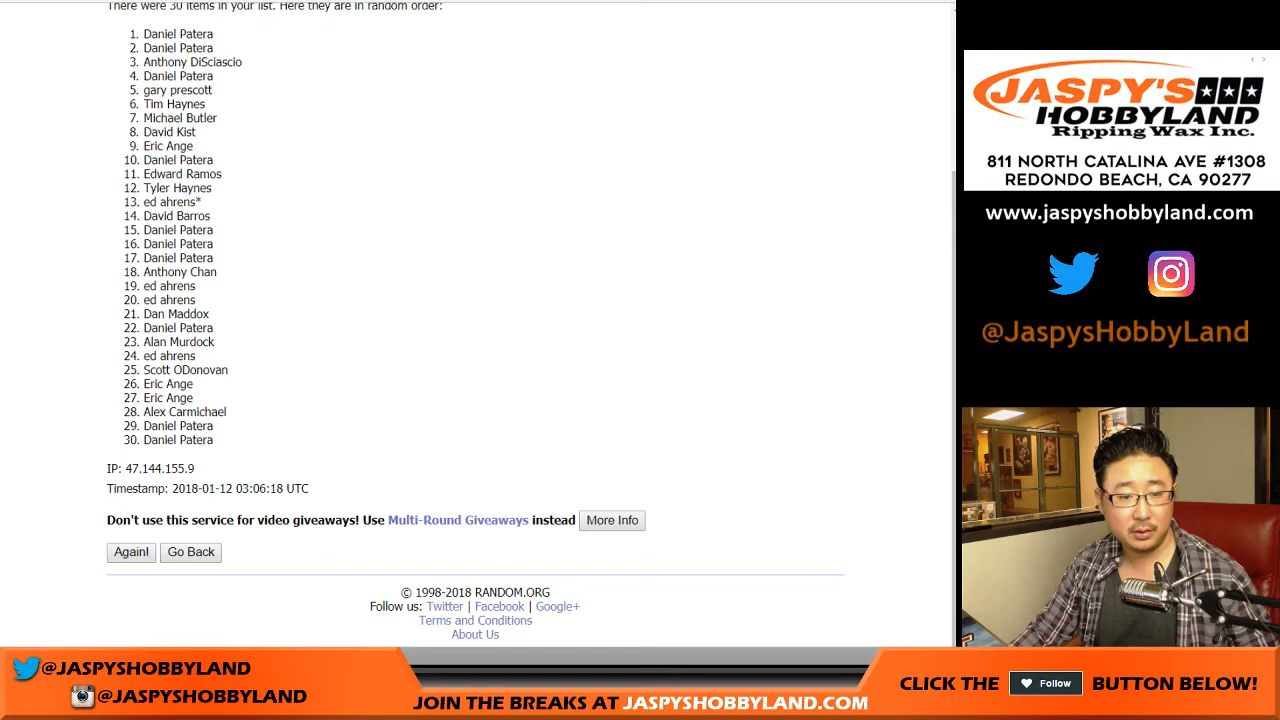 There were 30 items in your list. Here they are in random order:
1. Daniel Patera
2. Daniel Patera
3. Anthony DiSciascio
4. Daniel Patera
5. gary prescott
6. Tim Haynes
7. Michael Butler
8. David Kist
9. Eric Ange
10. Daniel Patera
11. Edward Ramos
12. Tyler Haynes
13. ed ahrens*
14. David Barros
15. Daniel Patera
16. Daniel Patera
17. Daniel Patera
18. Anthony Chan
19. ed ahrens
20. ed ahrens
21. Dan Maddox
22. Daniel Patera
23. Alan Murdock
24. ed ahrens
25. Scott ODonovan
26. Eric Ange
27. Eric Ange
28. Alex Carmichael
29. Daniel Patera
30. Daniel Patera
IP: 47.144.155.9
Timestamp: 2018-01-12 03:06:18 UTC
Don't use this service for video giveaways! Use Multi-Round Giveaways instead More Info
Again! Go Back
© 1998-2018 RANDOM.ORG
Follow us: Twitter | Facebook | Google+
Terms and Conditions
About Us
JASPY'S
HOBBYLAND
Ripping Wax Inc.
811 NORTH CATALINA AVE #1308
REDONDO BEACH, CA 90277
www.jaspyshobbyland.com
@JaspysHobbyLand
@JASPYSHOBBYLAND
@JASPYSHOBBYLAND
JOIN THE BREAKS AT JASPYSHOBBYLAND.COM
CLICK THE Follow BUTTON BELOW!